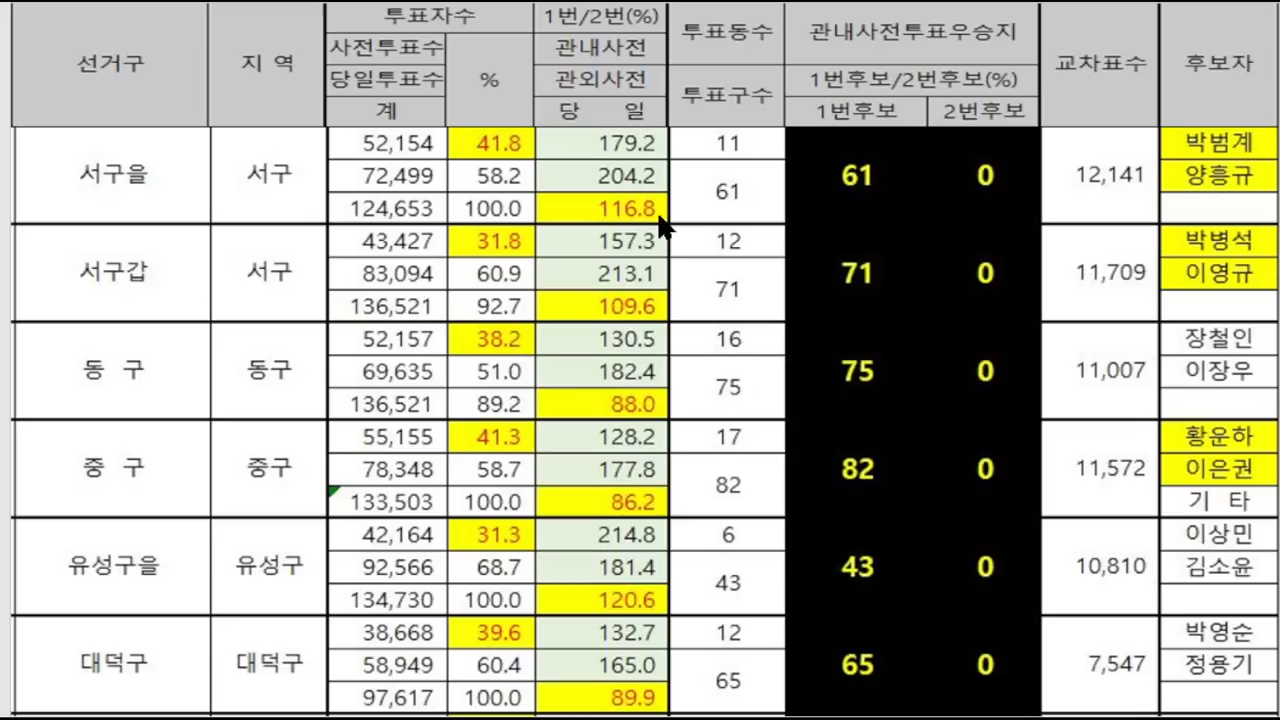 선거구 지 역 투표자수 1번/2번(%) 투표동수 관내사전투표우승지 교차표수 후보자
사전투표수 % 관내사전
당일투표수 관외사전 투표구수 1번후보/2번후보(%)
계 당 일 1번후보 2번후보
52,154 41.8 179.2 11 박범계
서구을 서구 72,499 58.2 204.2 61 61 0 12,141 양흥규
124,653 100.0 116.8
43,427 31.8 157.3 12 박병석
서구갑 서구 83,094 60.9 213.1 71 71 0 11,709 이영규
136,521 92.7 109.6
52,157 38.2 130.5 16 장철인
동 구 동구 69,635 51.0 182.4 75 75 0 11,007 이장우
136,521 89.2 88.0
55,155 41.3 128.2 17 황운하
중 구 중구 78,348 58.7 177.8 82 82 0 11,572 이은권
133,503 100.0 86.2 기 타
42,164 31.3 214.8 6 이상민
유성구을 유성구 92,566 68.7 181.4 43 43 0 10,810 김소윤
134,730 100.0 120.6
38,668 39.6 132.7 12 박영순
대덕구 대덕구 58,949 60.4 165.0 65 65 0 7,547 정용기
97,617 100.0 89.9